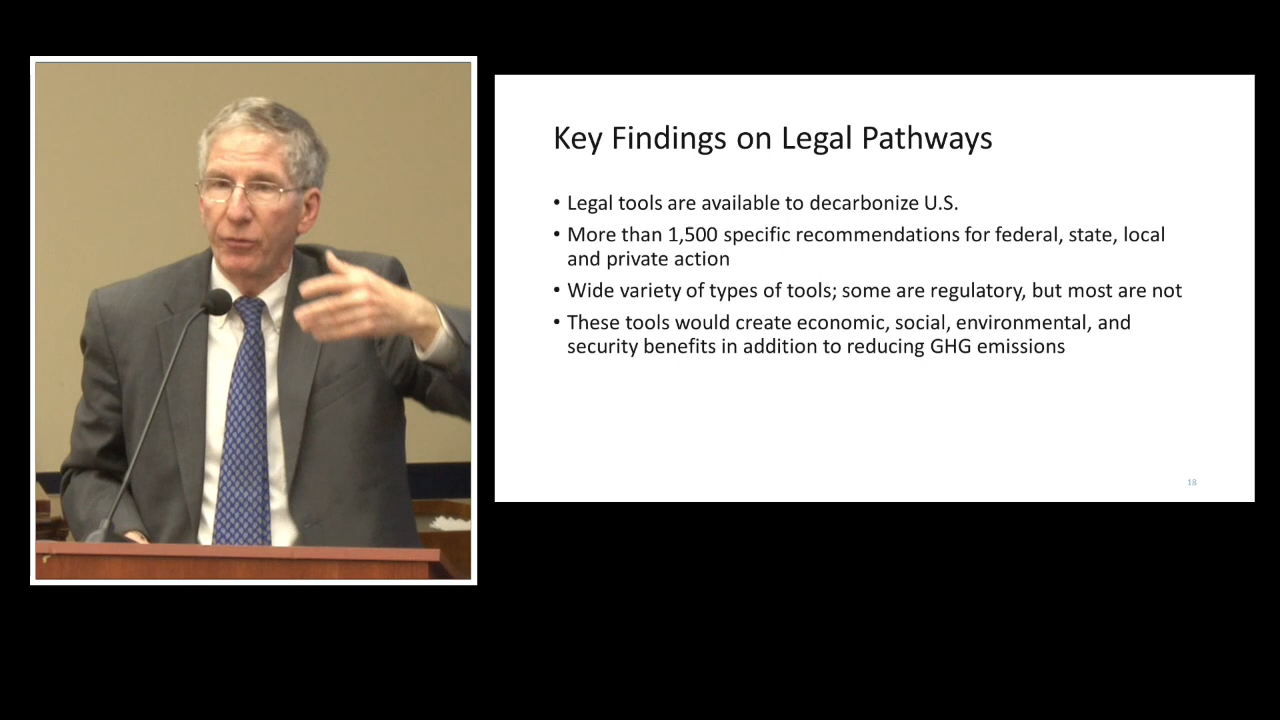 Key Findings on Legal Pathways
• Legal tools are available to decarbonize U.S.
• More than 1,500 specific recommendations for federal, state, local
and private action
• Wide variety of types of tools; some are regulatory, but most are not
• These tools would create economic, social, environmental, and
security benefits in addition to reducing GHG emissions
18